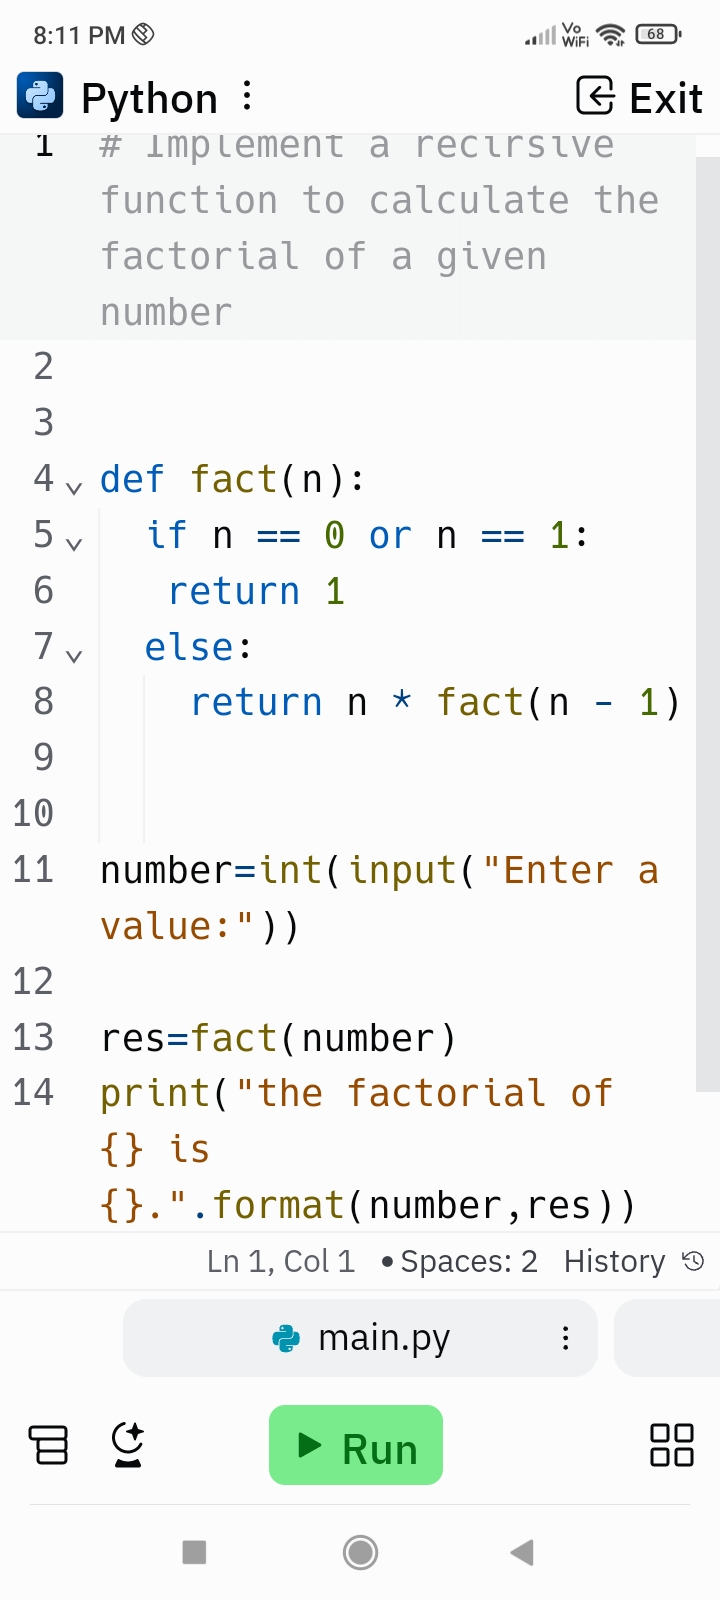 8:11 PM Vo WiFi 68
Python Exit
1 # Implement a recirsive
function to calculate the
factorial of a given
number
2
3
4 def fact(n):
5 if n == 0 or n == 1:
6 return 1
7 else:
8 return n * fact(n - 1)
9
10
11 number=int(input("Enter a
value:"))
12
13 res=fact(number)
14 print("the factorial of
{} is
{}.".format(number,res))
Ln 1, Col 1 •Spaces: 2 History
main.py
Run